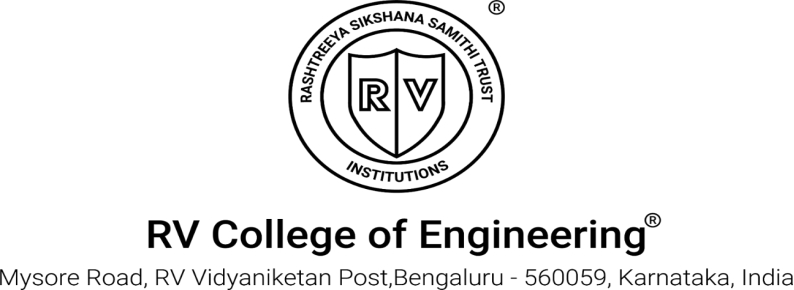 ®
RASHTREEYA SIKSHANA SAMITHI TRUST
RV
INSTITUTIONS
RV College of Engineering®
Mysore Road, RV Vidyaniketan Post,Bengaluru - 560059, Karnataka, India